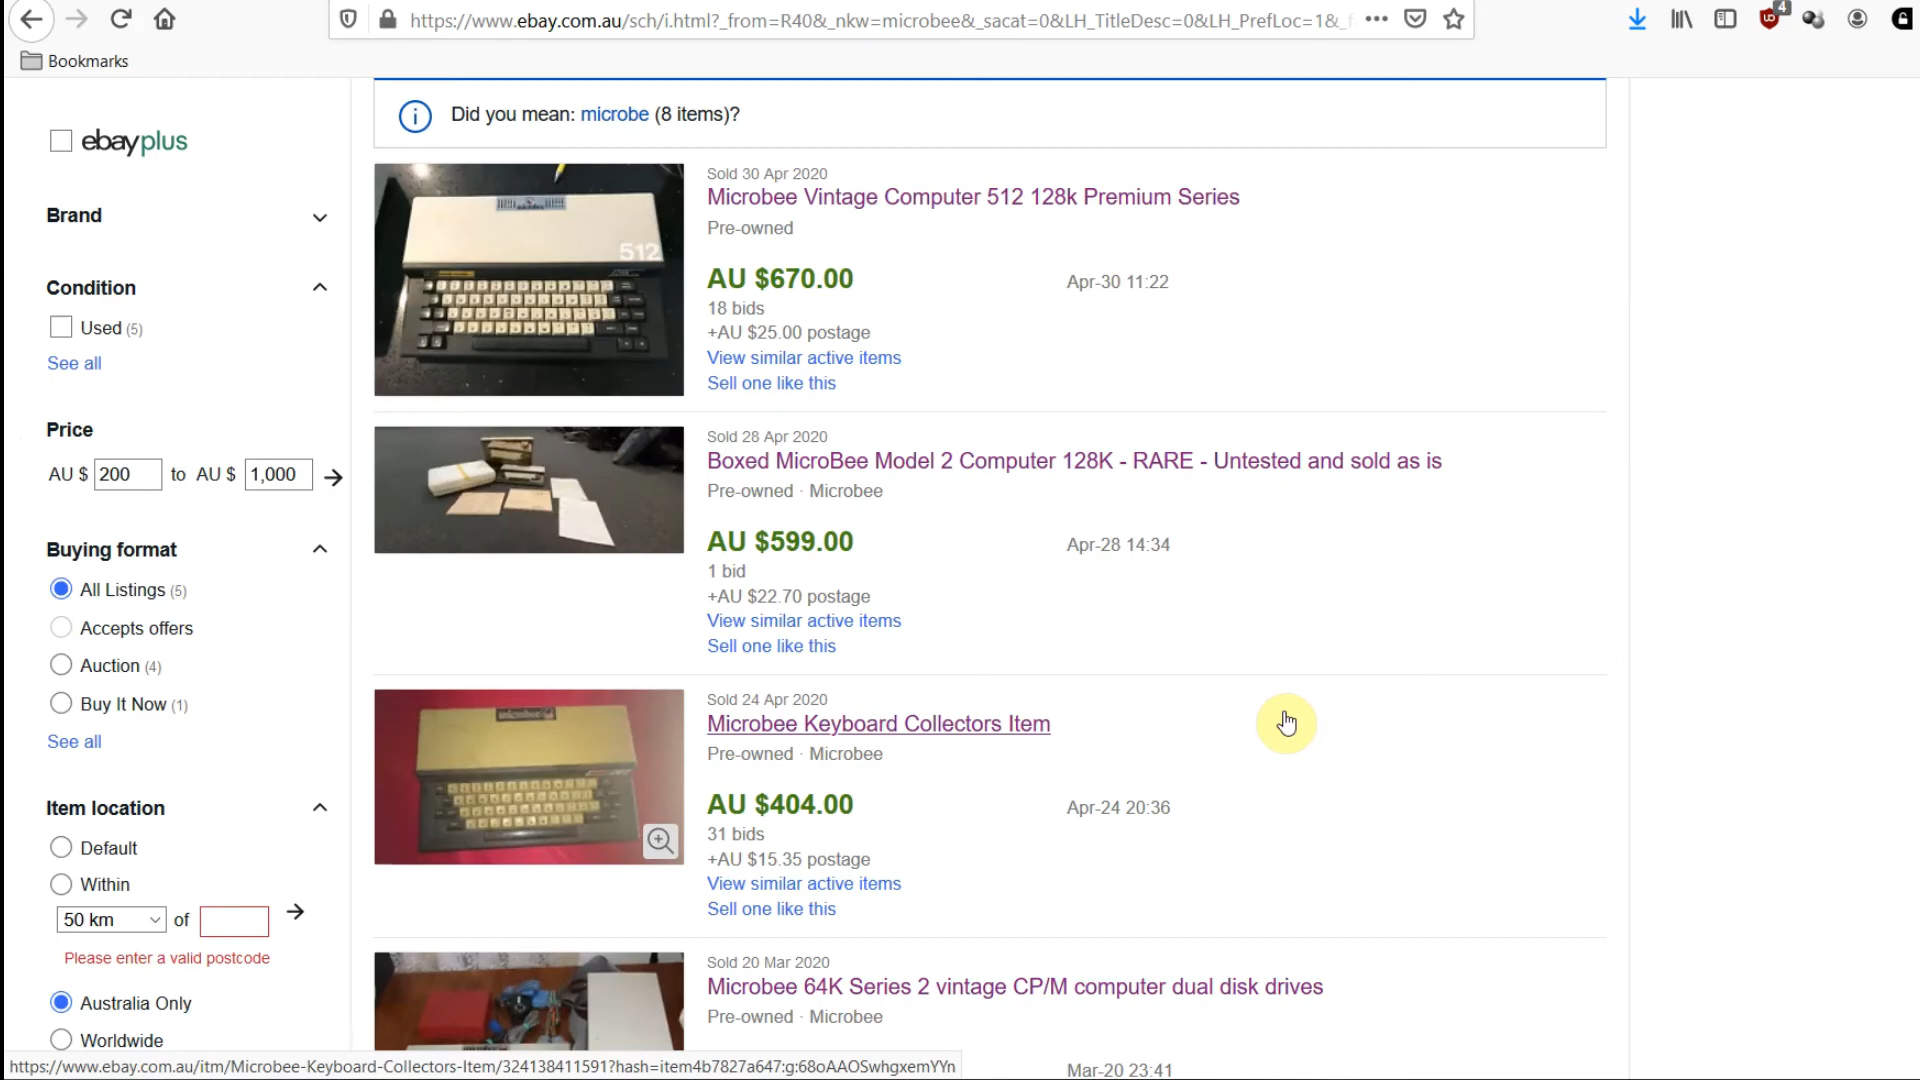 https://www.ebay.com.au/sch/i.html?_from=R40&_nkw=microbee&_sacat=0&LH_TitleDesc=0&LH_PrefLoc=1&_f
4
Bookmarks
Did you mean: microbe (8 items)?
ebayplus
Brand
Condition
Used (5)
See all
Price
AU $ 200 to AU $ 1,000
Buying format
All Listings (5)
Accepts offers
Auction (4)
Buy It Now (1)
See all
Item location
Default
Within
50 km of
Please enter a valid postcode
Australia Only
Worldwide
512
Sold 30 Apr 2020
Microbee Vintage Computer 512 128k Premium Series
Pre-owned
AU $670.00
Apr-30 11:22
18 bids
+AU $25.00 postage
View similar active items
Sell one like this
Sold 28 Apr 2020
Boxed MicroBee Model 2 Computer 128K - RARE - Untested and sold as is
Pre-owned · Microbee
AU $599.00
Apr-28 14:34
1 bid
+AU $22.70 postage
View similar active items
Sell one like this
microbee
Sold 24 Apr 2020
Microbee Keyboard Collectors Item
Pre-owned · Microbee
AU $404.00
Apr-24 20:36
31 bids
+AU $15.35 postage
View similar active items
Sell one like this
Sold 20 Mar 2020
Microbee 64K Series 2 vintage CP/M computer dual disk drives
Pre-owned · Microbee
Mar-20 23:41
https://www.ebay.com.au/itm/Microbee-Keyboard-Collectors-Item/324138411591?hash=item4b7827a647:g:68oAAOSwhgxemYYn